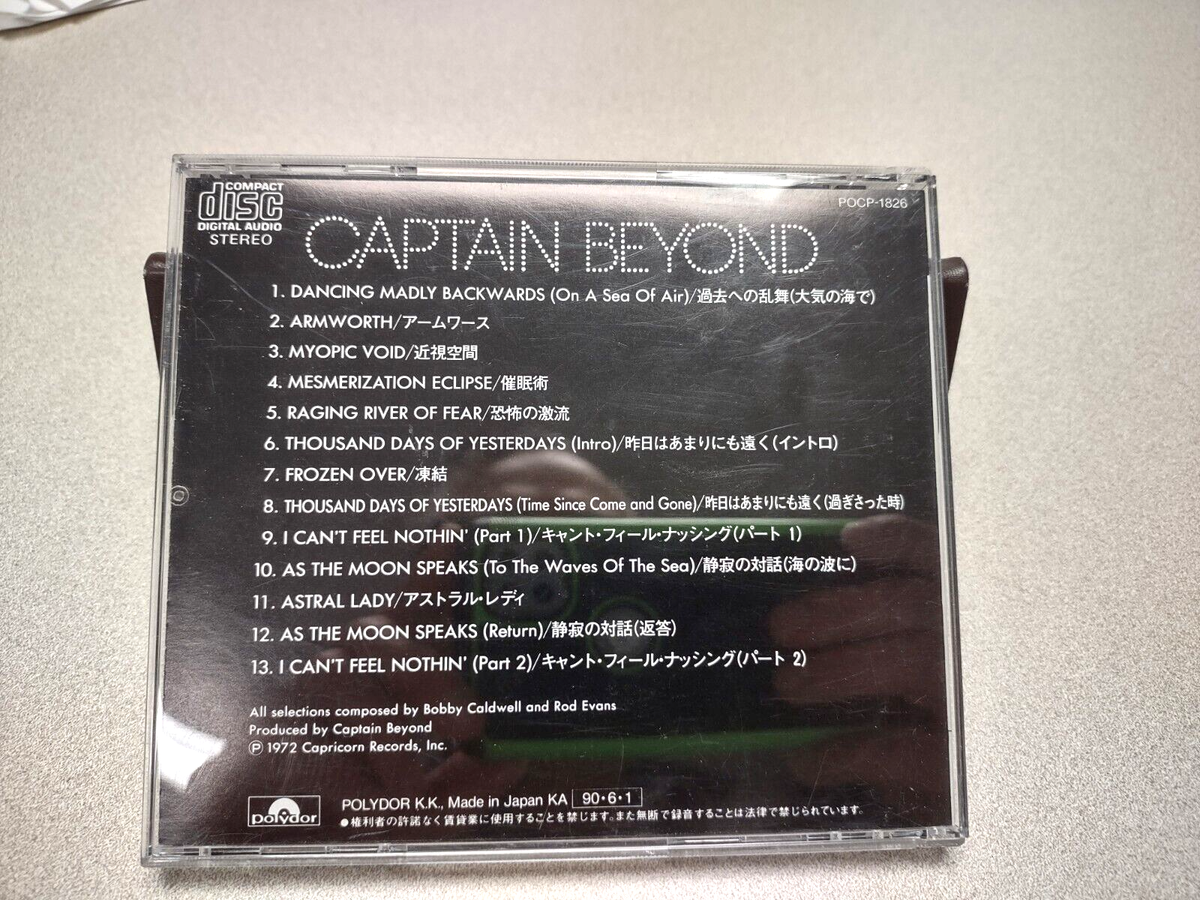 COMPACT
disc
DIGITAL AUDIO
STEREO
POCP-1826
CAPTAIN BEYOND
1. DANCING MADLY BACKWARDS (On A Sea Of Air)/過去への乱舞(大気の海で)
2. ARMWORTH/アームワース
3. MYOPIC VOID/近視空間
4. MESMERIZATION ECLIPSE/催眠術
5. RAGING RIVER OF FEAR/恐怖の激流
6. THOUSAND DAYS OF YESTERDAYS (Intro)/昨日はあまりにも遠く(イントロ)
7. FROZEN OVER/凍結
8. THOUSAND DAYS OF YESTERDAYS (Time Since Come and Gone)/昨日はあまりにも遠く(過ぎさった時)
9. I CAN'T FEEL NOTHIN' (Part 1)/キャント・フィール・ナッシング(パート 1)
10. AS THE MOON SPEAKS (To The Waves Of The Sea)/静寂の対話(海の波に)
11. ASTRAL LADY/アストラル・レディ
12. AS THE MOON SPEAKS (Return)/静寂の対話(返答)
13. I CAN'T FEEL NOTHIN' (Part 2)/キャント・フィール・ナッシング(パート 2)
All selections composed by Bobby Caldwell and Rod Evans
Produced by Captain Beyond
Ⓟ 1972 Capricorn Records, Inc.
polydor
POLYDOR K.K., Made in Japan KA 90・6・1
●権利者の許諾なく賃貸業に使用することを禁じます。また無断で録音することは法律で禁じられています。